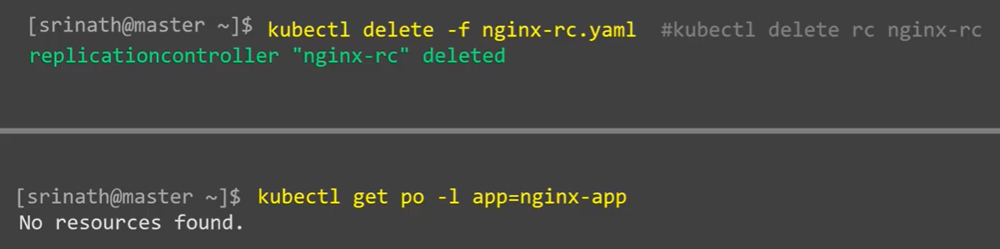 [srinath@master ~]$ kubectl delete -f nginx-rc.yaml #kubectl delete rc nginx-rc
replicationcontroller "nginx-rc" deleted
[srinath@master ~]$ kubectl get po -l app=nginx-app
No resources found.